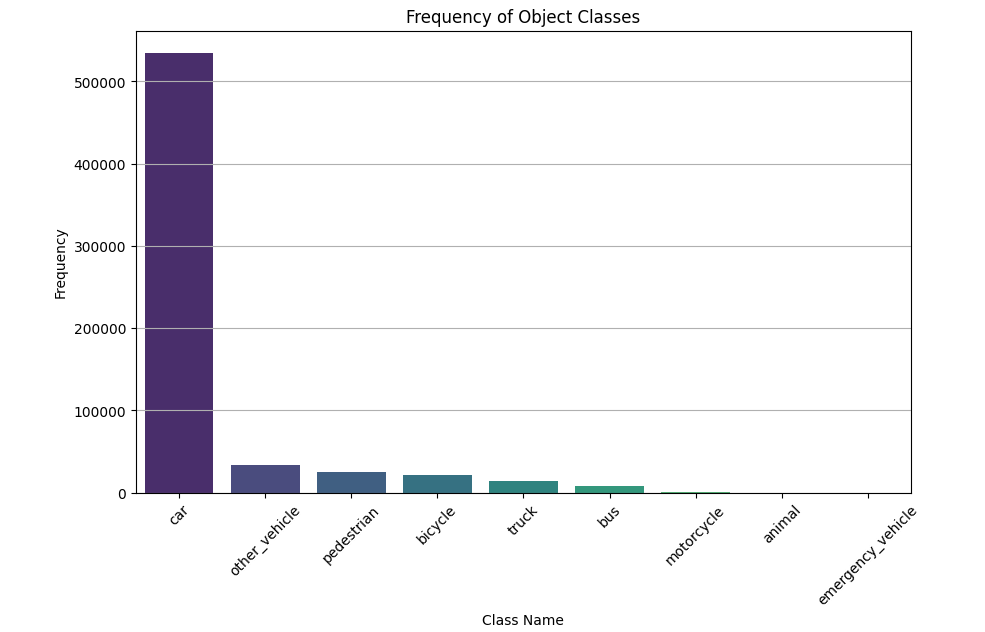 Frequency of Object Classes
Frequency
500000
400000
300000
200000
100000
0
car
other_vehicle
pedestrian
bicycle
truck
bus
motorcycle
animal
emergency_vehicle
Class Name